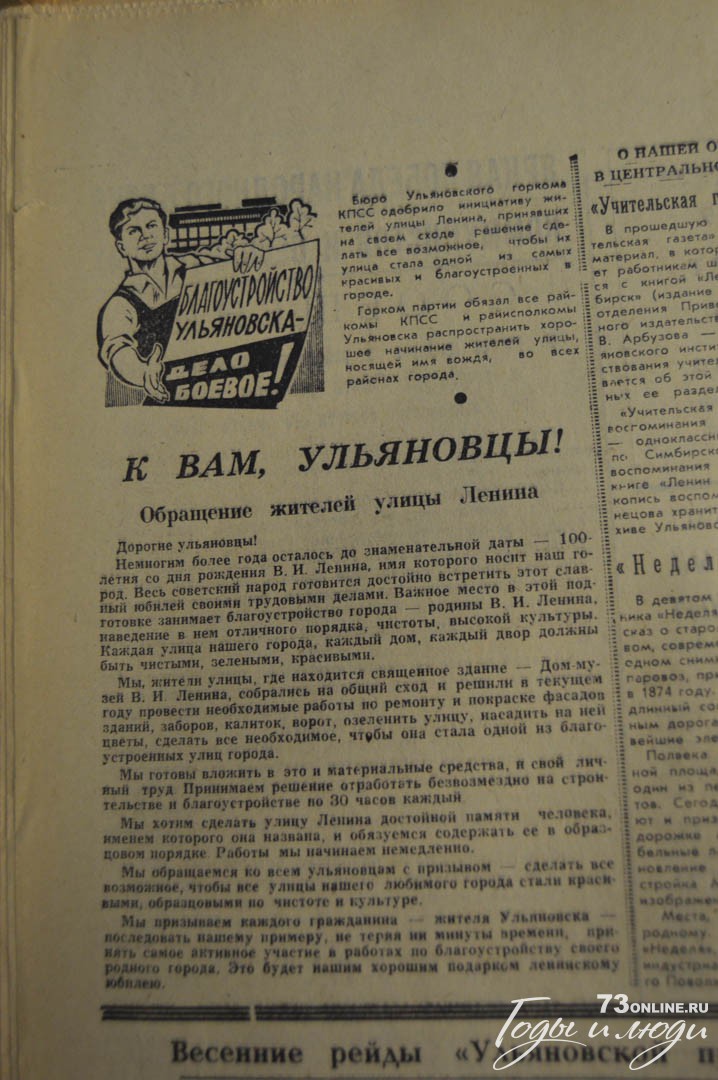 БЛАГОУСТРОЙСТВО
УЛЬЯНОВСКА-
ДЕЛО
БОЕВОЕ!
Бюро Ульяновского горкома
КПСС одобрило инициативу жи-
телей улицы Ленина, принявших
на своем сходе решение сде-
лать все возможное, чтобы их
улица стала одной из самых
красивых и благоустроенных в
городе.
Горком партии обязал все рай-
комы КПСС и райисполкомы
Ульяновска распространить хоро-
шее начинание жителей улицы,
носящей имя вождя, во всех
районах города.
К ВАМ, УЛЬЯНОВЦЫ!
Обращение жителей улицы Ленина
Дорогие ульяновцы!
Немногим более года осталось до знаменательной даты — 100-
летия со дня рождения В. И. Ленина, имя которого носит наш го-
род. Весь советский народ готовится достойно встретить этот слав-
ный юбилей своими трудовыми делами. Важное место в этой под-
готовке занимает благоустройство города — родины В. И. Ленина,
наведение в нем отличного порядка, чистоты, высокой культуры.
Каждая улица нашего города, каждый дом, каждый двор должны
быть чистыми, зелеными, красивыми.
Мы, жители улицы, где находится священное здание — Дом-му-
зей В. И. Ленина, собрались на общий сход и решили в текущем
году провести необходимые работы по ремонту и покраске фасадов
зданий, заборов, калиток, ворот, озеленить улицу, насадить на ней
цветы, сделать все необходимое, чтобы она стала одной из благо-
устроенных улиц города.
Мы готовы вложить в это и материальные средства, и свой лич-
ный труд Принимаем решение отработать безвозмездно на строи-
тельстве и благоустройстве по 30 часов каждый
Мы хотим сделать улицу Ленина достойной памяти человека,
именем которого она названа, и обязуемся содержать ее в образ-
цовом порядке Работы мы начинаем немедленно.
Мы обращаемся ко всем ульяновцам с призывом — сделать все
возможное, чтобы все улицы нашего любимого города стали краси-
выми, образцовыми по чистоте и культуре.
Мы призываем каждого гражданина — жителя Ульяновска —
последовать нашему примеру, не теряя ни минуты времени, при-
нять самое активное участие в работах по благоустройству своего
родного города. Это будет нашим хорошим подарком ленинскому
юбилею.
О НАШЕЙ О
В ЦЕНТРАЛЬНО
«Учительская г
В прошедшую
тельская газета»
материал, в котор
ет работникам ш
ся с книгой «Ле
бирск» (издание
отделения Приво
ного издательств
В. Арбузова —
яновского инсти
ствования учите
вается об этой
ных ее раздел
«Учительская
воспоминания
— одноклассн
по Симбирско
воспоминания
книге «Ленин
копись воспом
нецова хранит
хиве Ульяновс
«Недел
В девятом
ника «Неделя
сказ о старо
вом, совреме
одном сним
паровоз, пр
в 1874 году.
длинный со
ным дорога
вейшие эле
Полвека
ной площа
один из пе
тов. Сегод
ют и приз
дорожке
бельные л
новление
стройка
изображен
Места,
родному.
«Неделя»,
индустриа
го Повол
Весенние рейды «Ульяновской п
73ONLINE.RU
Годы и люди